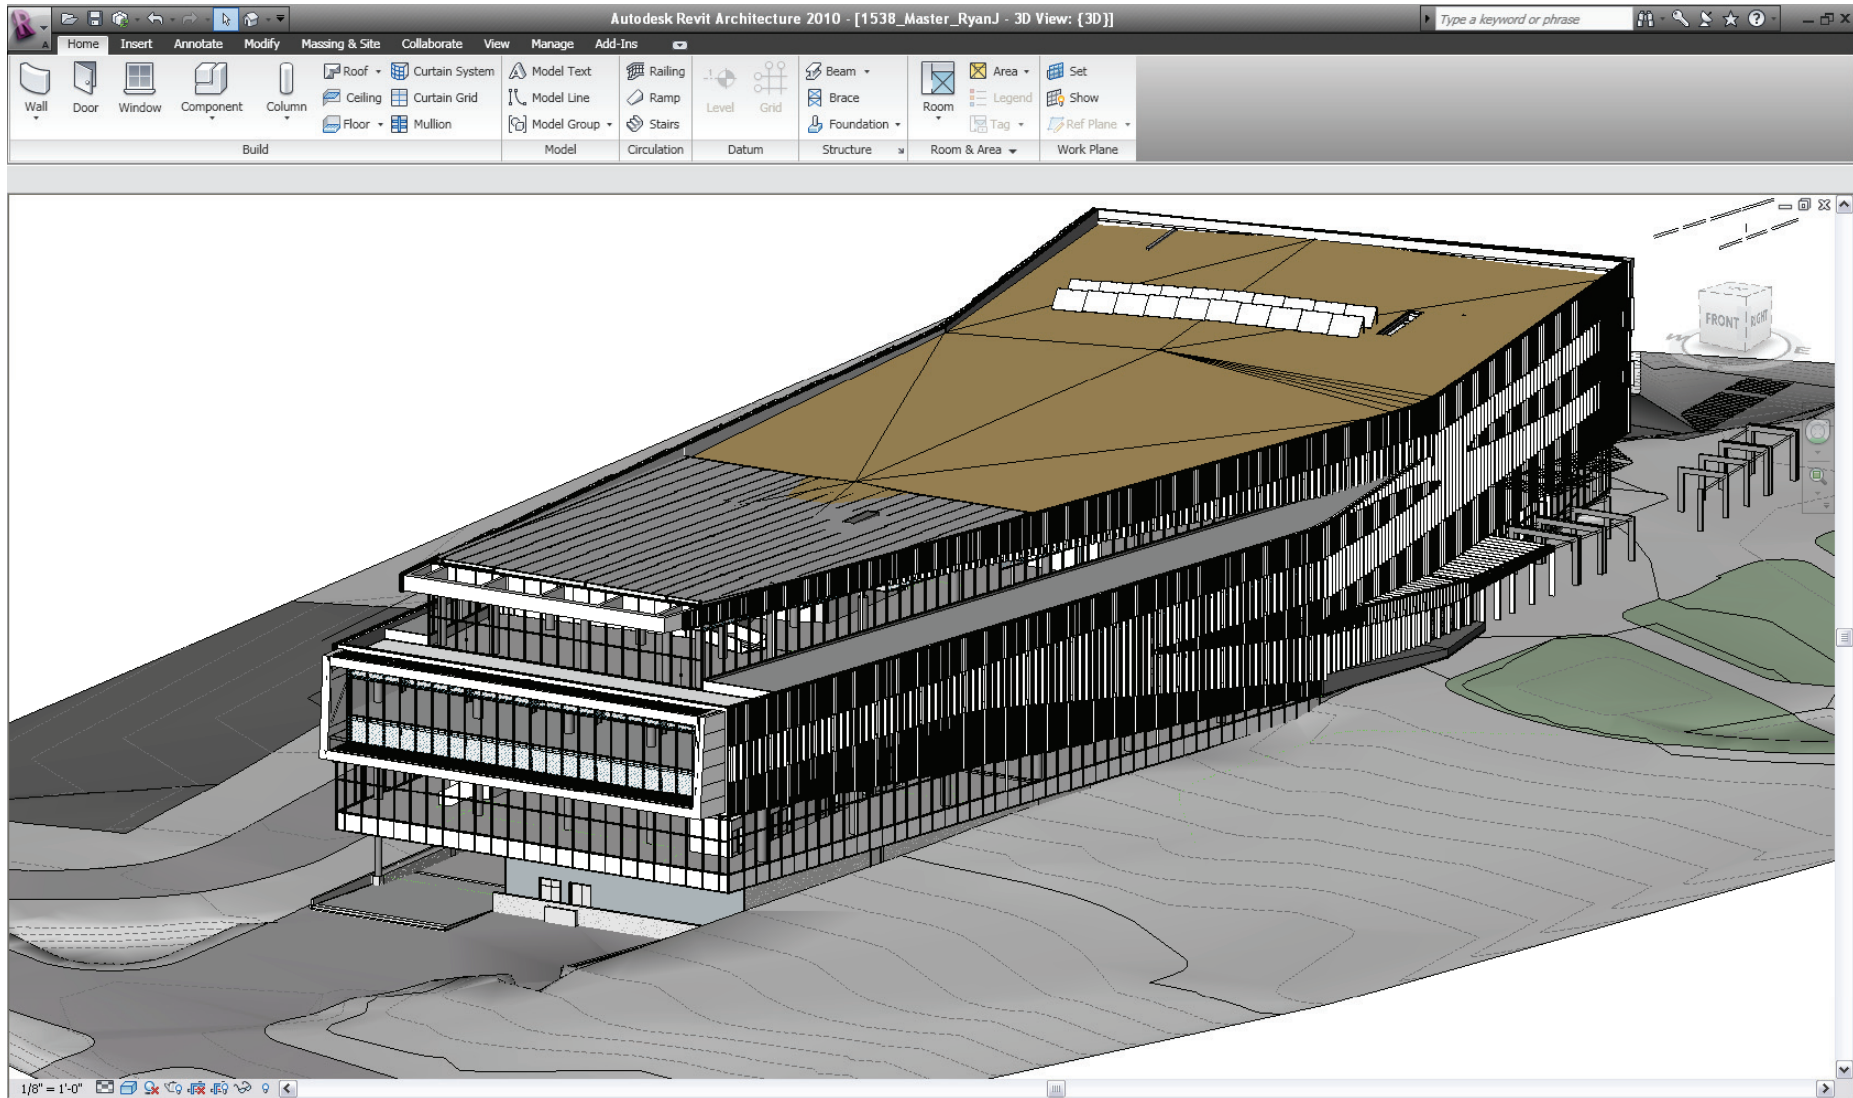 Autodesk Revit Architecture 2010 - [1538_Master_RyanJ - 3D View: {3D}]
Type a keyword or phrase
Home Insert Annotate Modify Massing & Site Collaborate View Manage Add-Ins
Wall Door Window Component Column
Roof Curtain System
Ceiling Curtain Grid
Floor Mullion
Build
Model Text
Model Line
Model Group
Model
Railing
Ramp
Stairs
Circulation
Level Grid
Datum
Beam
Brace
Foundation
Structure
Room
Area
Legend
Tag
Room & Area
Set
Show
Ref Plane
Work Plane
FRONT RIGHT
W E
1/8" = 1'-0"